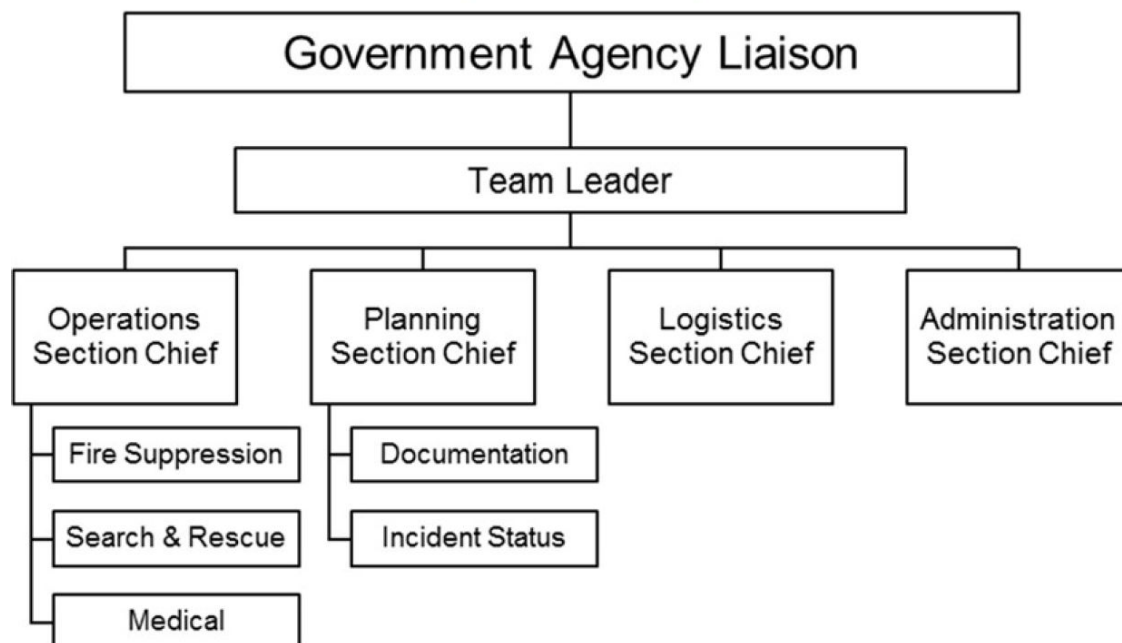 Government Agency Liaison
Team Leader
Operations
Section Chief
Planning
Section Chief
Logistics
Section Chief
Administration
Section Chief
Fire Suppression
Documentation
Search & Rescue
Incident Status
Medical